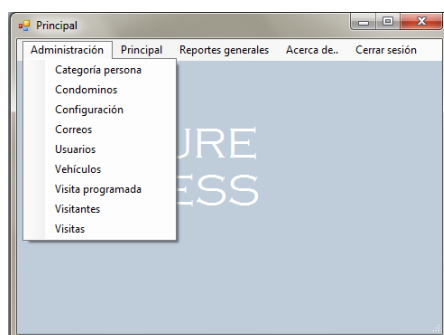 Principal
Administración Principal Reportes generales Acerca de.. Cerrar sesión
Categoría persona
Condominos
Configuración
Correos
Usuarios
Vehículos
Visita programada
Visitantes
Visitas